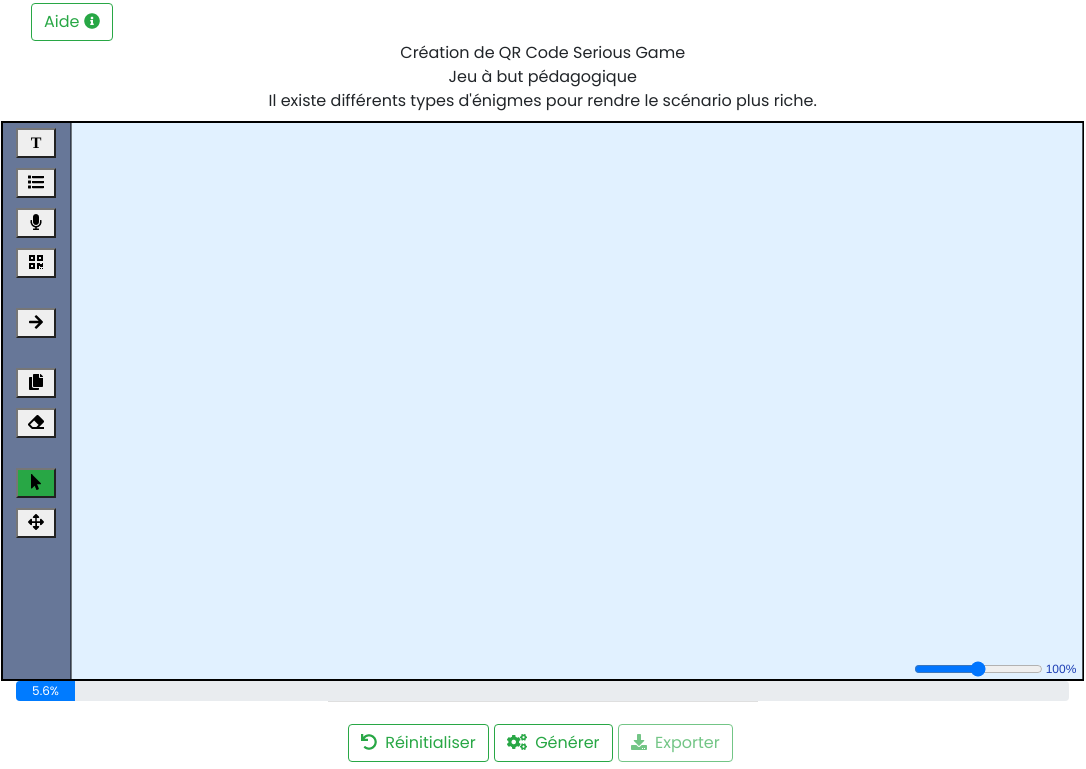 Aide
Création de QR Code Serious Game
Jeu à but pédagogique
Il existe différents types d'énigmes pour rendre le scénario plus riche.
T
100%
5.6%
Réinitialiser Générer Exporter